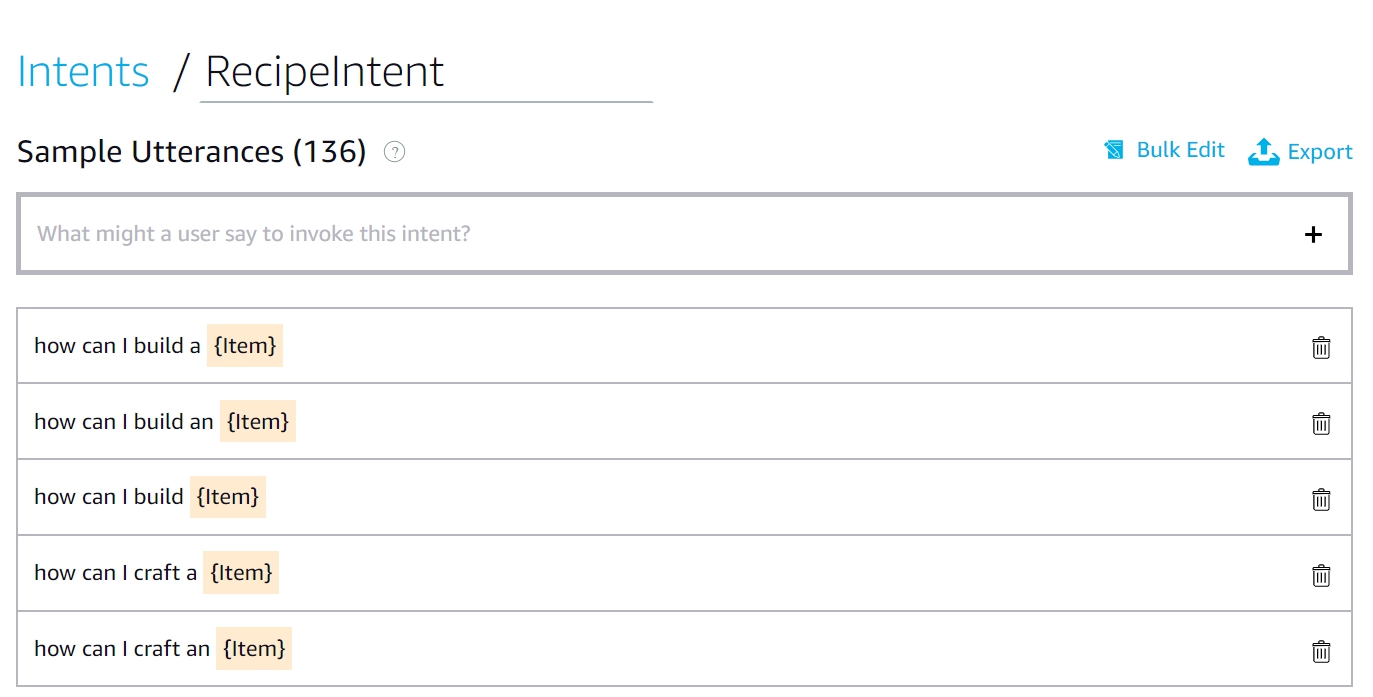 Intents / RecipeIntent
Sample Utterances (136) ?
Bulk Edit Export
What might a user say to invoke this intent? +
how can I build a {Item}
how can I build an {Item}
how can I build {Item}
how can I craft a {Item}
how can I craft an {Item}